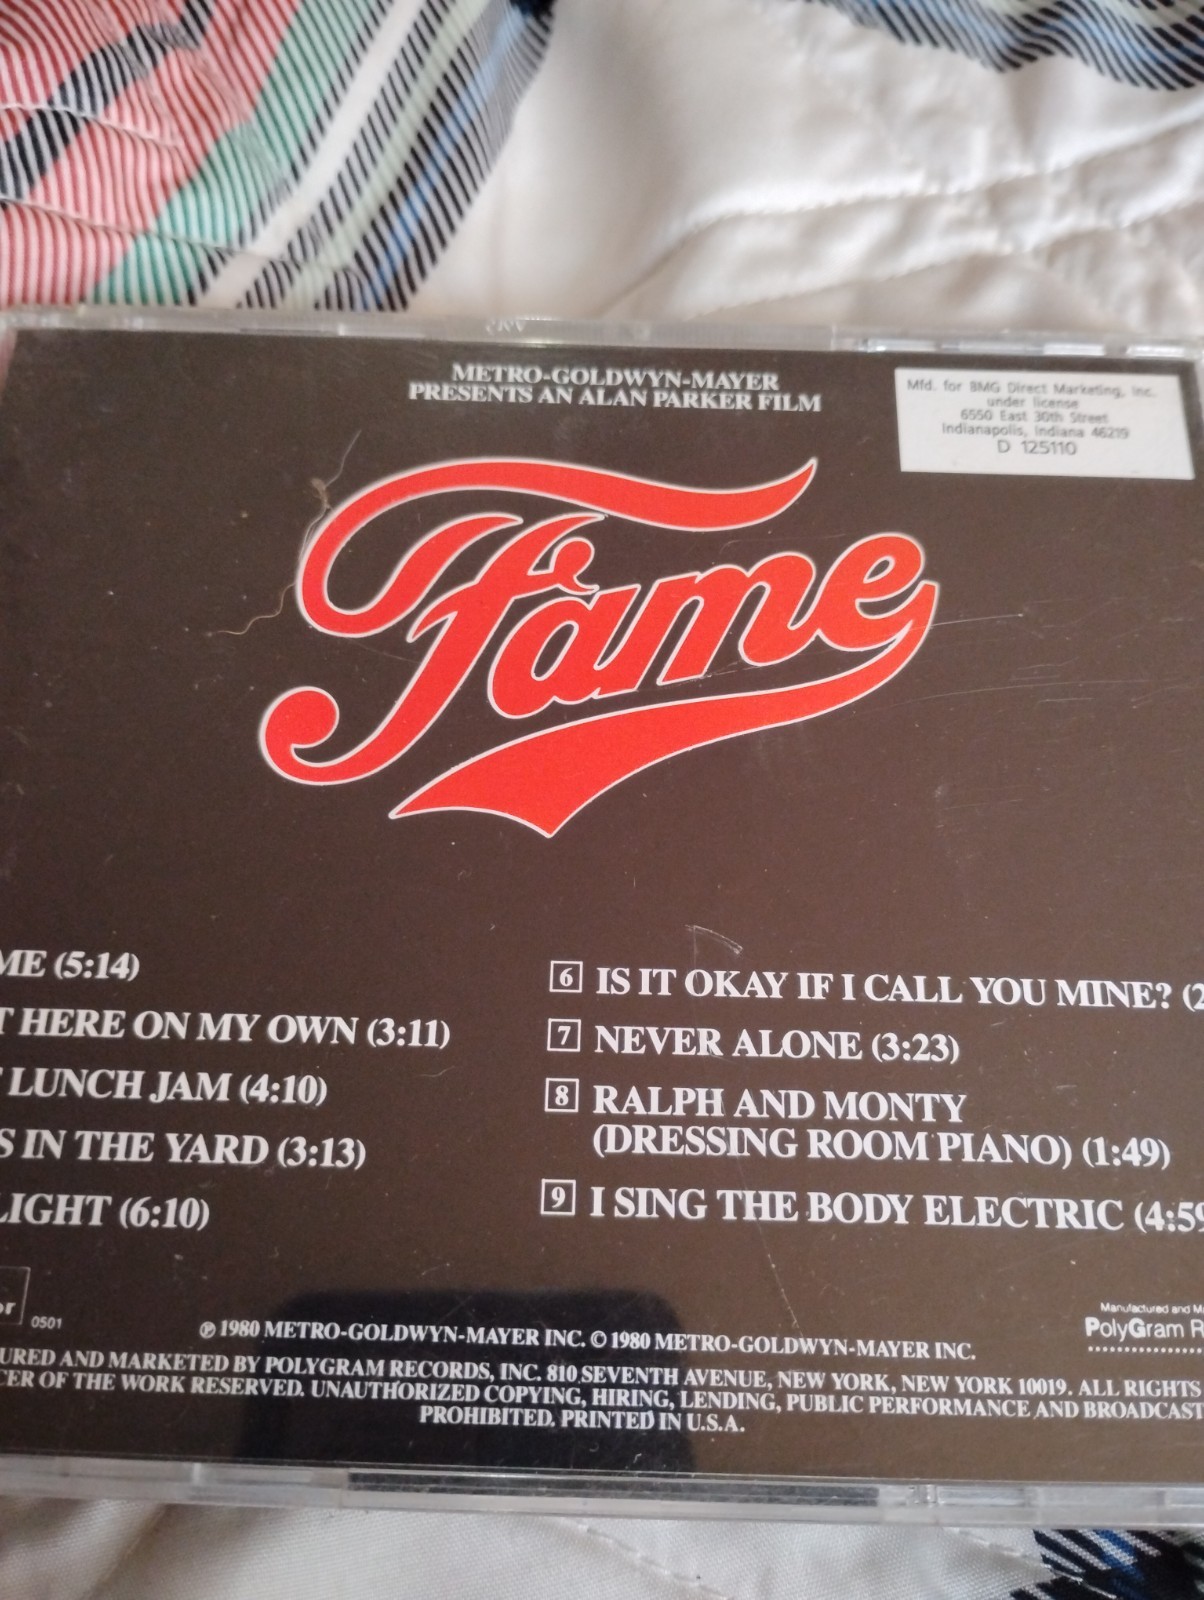 METRO-GOLDWYN-MAYER
PRESENTS AN ALAN PARKER FILM
Mfd. for BMG Direct Marketing, Inc.
under license
6550 East 30th Street
Indianapolis, Indiana 46219
D 125110
Fame
ME (5:14)
T HERE ON MY OWN (3:11)
LUNCH JAM (4:10)
S IN THE YARD (3:13)
LIGHT (6:10)
6 IS IT OKAY IF I CALL YOU MINE? (2
7 NEVER ALONE (3:23)
8 RALPH AND MONTY
(DRESSING ROOM PIANO) (1:49)
9 I SING THE BODY ELECTRIC (4:59
or
0501
Manufactured and M
PolyGram R
℗ 1980 METRO-GOLDWYN-MAYER INC. © 1980 METRO-GOLDWYN-MAYER INC.
URED AND MARKETED BY POLYGRAM RECORDS, INC. 810 SEVENTH AVENUE, NEW YORK, NEW YORK 10019. ALL RIGHTS
CER OF THE WORK RESERVED. UNAUTHORIZED COPYING, HIRING, LENDING, PUBLIC PERFORMANCE AND BROADCAST
PROHIBITED. PRINTED IN U.S.A.